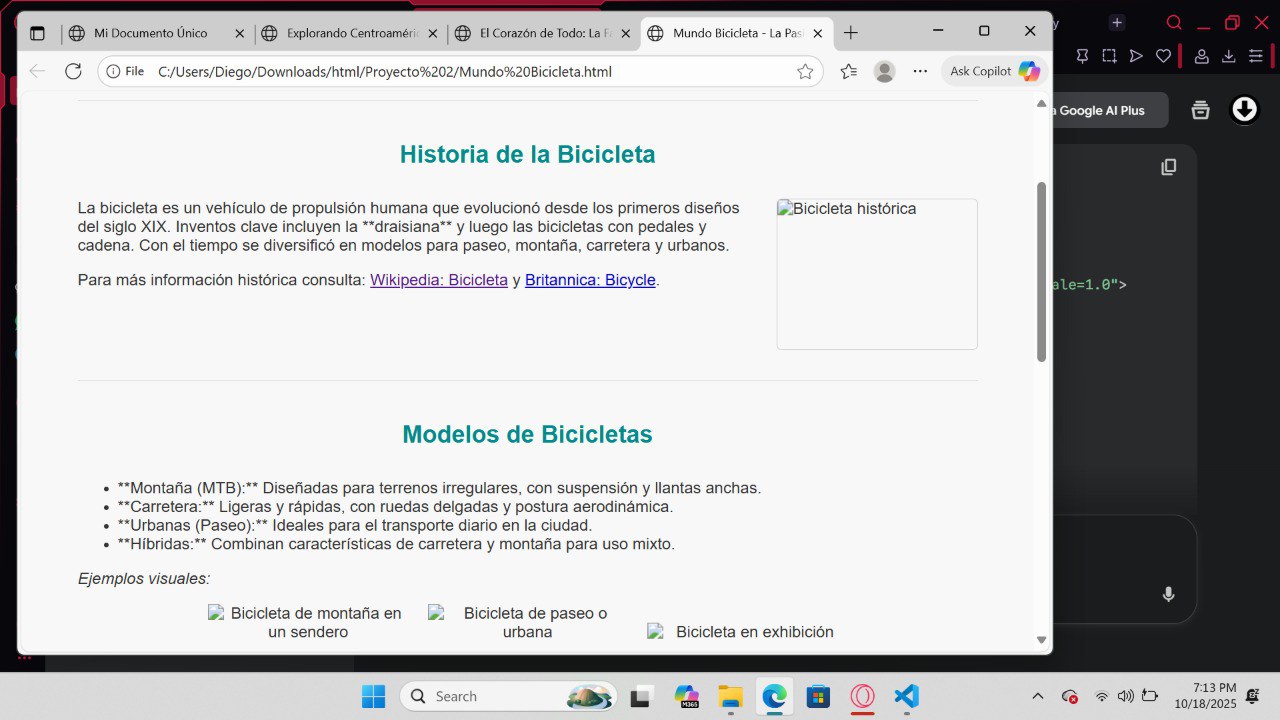 Mi Documento Único
Explorando Centroaméric
El Corazón de Todo: La Fa
Mundo Bicicleta - La Pasi
File
C:/Users/Diego/Downloads/html/Proyecto%202/Mundo%20Bicicleta.html
Ask Copilot
a Google AI Plus
Historia de la Bicicleta
La bicicleta es un vehículo de propulsión humana que evolucionó desde los primeros diseños
del siglo XIX. Inventos clave incluyen la **draisiana** y luego las bicicletas con pedales y
cadena. Con el tiempo se diversificó en modelos para paseo, montaña, carretera y urbanos.
Bicicleta histórica
Para más información histórica consulta: Wikipedia: Bicicleta y Britannica: Bicycle.
ale=1.0">
Modelos de Bicicletas
• **Montaña (MTB):** Diseñadas para terrenos irregulares, con suspensión y llantas anchas.
• **Carretera:** Ligeras y rápidas, con ruedas delgadas y postura aerodinámica.
• **Urbanas (Paseo):** Ideales para el transporte diario en la ciudad.
• **Híbridas:** Combinan características de carretera y montaña para uso mixto.
Ejemplos visuales:
Bicicleta de montaña en
un sendero
Bicicleta de paseo o
urbana
Bicicleta en exhibición
Search
M365
7:13 PM
10/18/2025